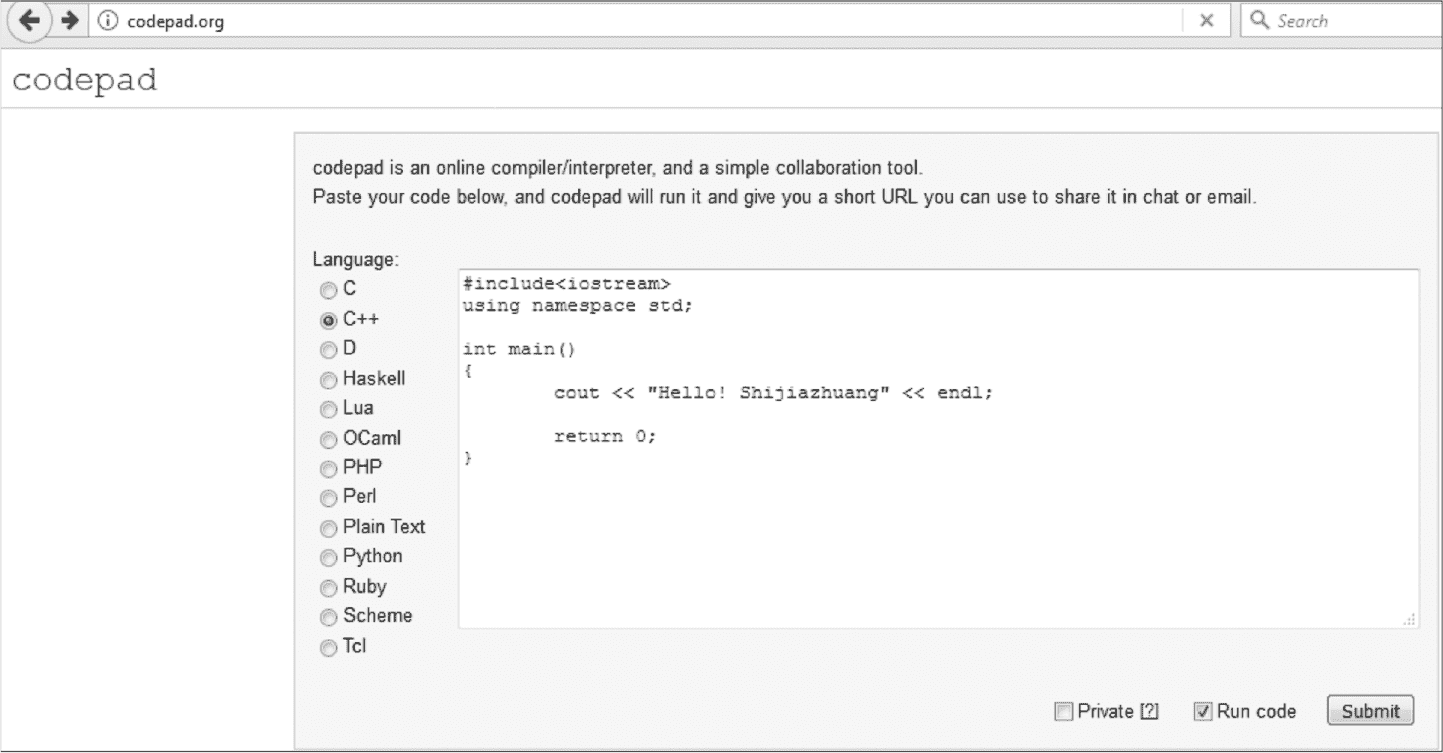 codepad.org
Search
codepad
codepad is an online compiler/interpreter, and a simple collaboration tool.
Paste your code below, and codepad will run it and give you a short URL you can use to share it in chat or email.
Language:
C
C++
D
Haskell
Lua
OCaml
PHP
Perl
Plain Text
Python
Ruby
Scheme
Tcl
#include<iostream>
using namespace std;
int main()
{
cout << "Hello! Shijiazhuang" << endl;
return 0;
}
Private [?] Run code Submit